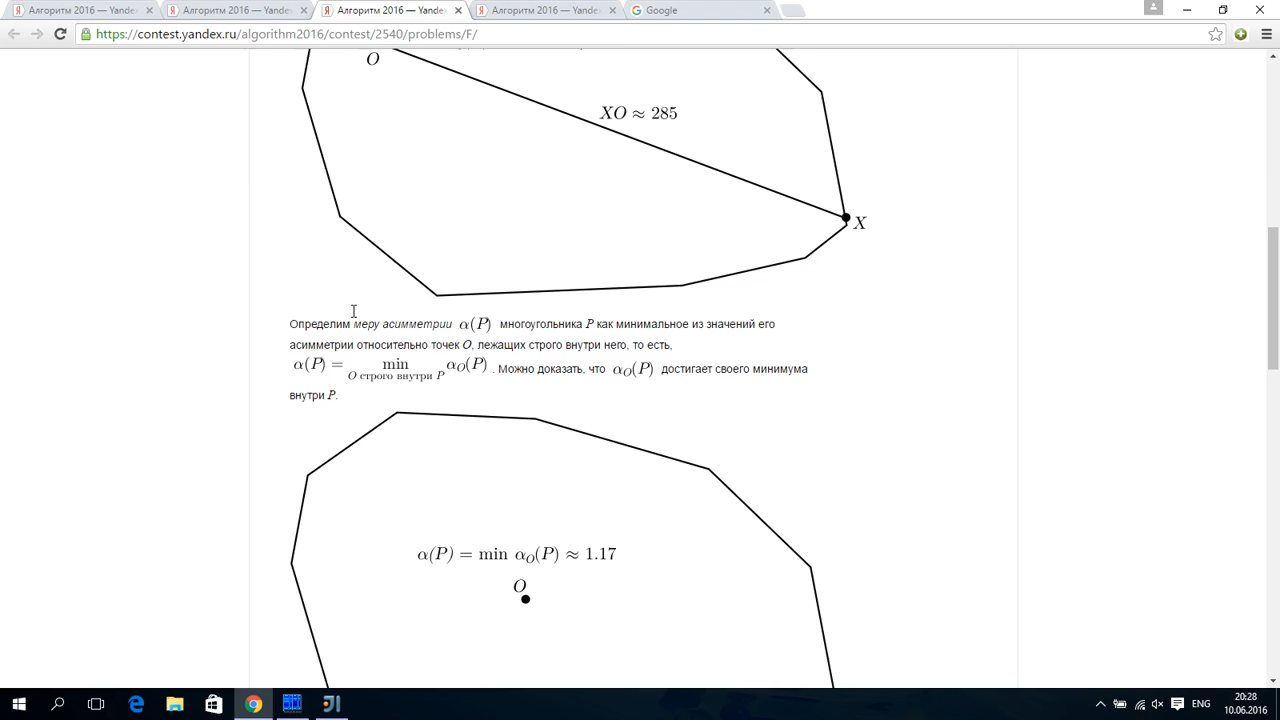 Алгоритм 2016 — Yandex
Алгоритм 2016 — Yandex
Алгоритм 2016 — Yandex
Алгоритм 2016 — Yandex
Google
https://contest.yandex.ru/algorithm2016/contest/2540/problems/F/
O
XO ≈ 285
X
Определим меру асимметрии α(P) многоугольника P как минимальное из значений его
асимметрии относительно точек O, лежащих строго внутри него, то есть,
α(P) = min α_O(P) . Можно доказать, что α_O(P) достигает своего минимума
O строго внутри P
внутри P.
α(P) = min α_O(P) ≈ 1.17
O
ENG
20:28
10.06.2016